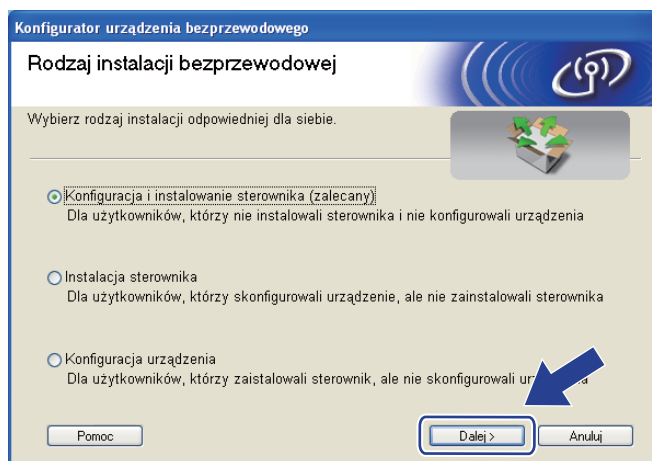 Konfigurator urządzenia bezprzewodowego
Rodzaj instalacji bezprzewodowej
Wybierz rodzaj instalacji odpowiedniej dla siebie.
Konfiguracja i instalowanie sterownika (zalecany)
Dla użytkowników, którzy nie instalowali sterownika i nie konfigurowali urządzenia
Instalacja sterownika
Dla użytkowników, którzy skonfigurowali urządzenie, ale nie zainstalowali sterownika
Konfiguracja urządzenia
Dla użytkowników, którzy zaistalowali sterownik, ale nie skonfigurowali
Pomoc Dalej > Anuluj